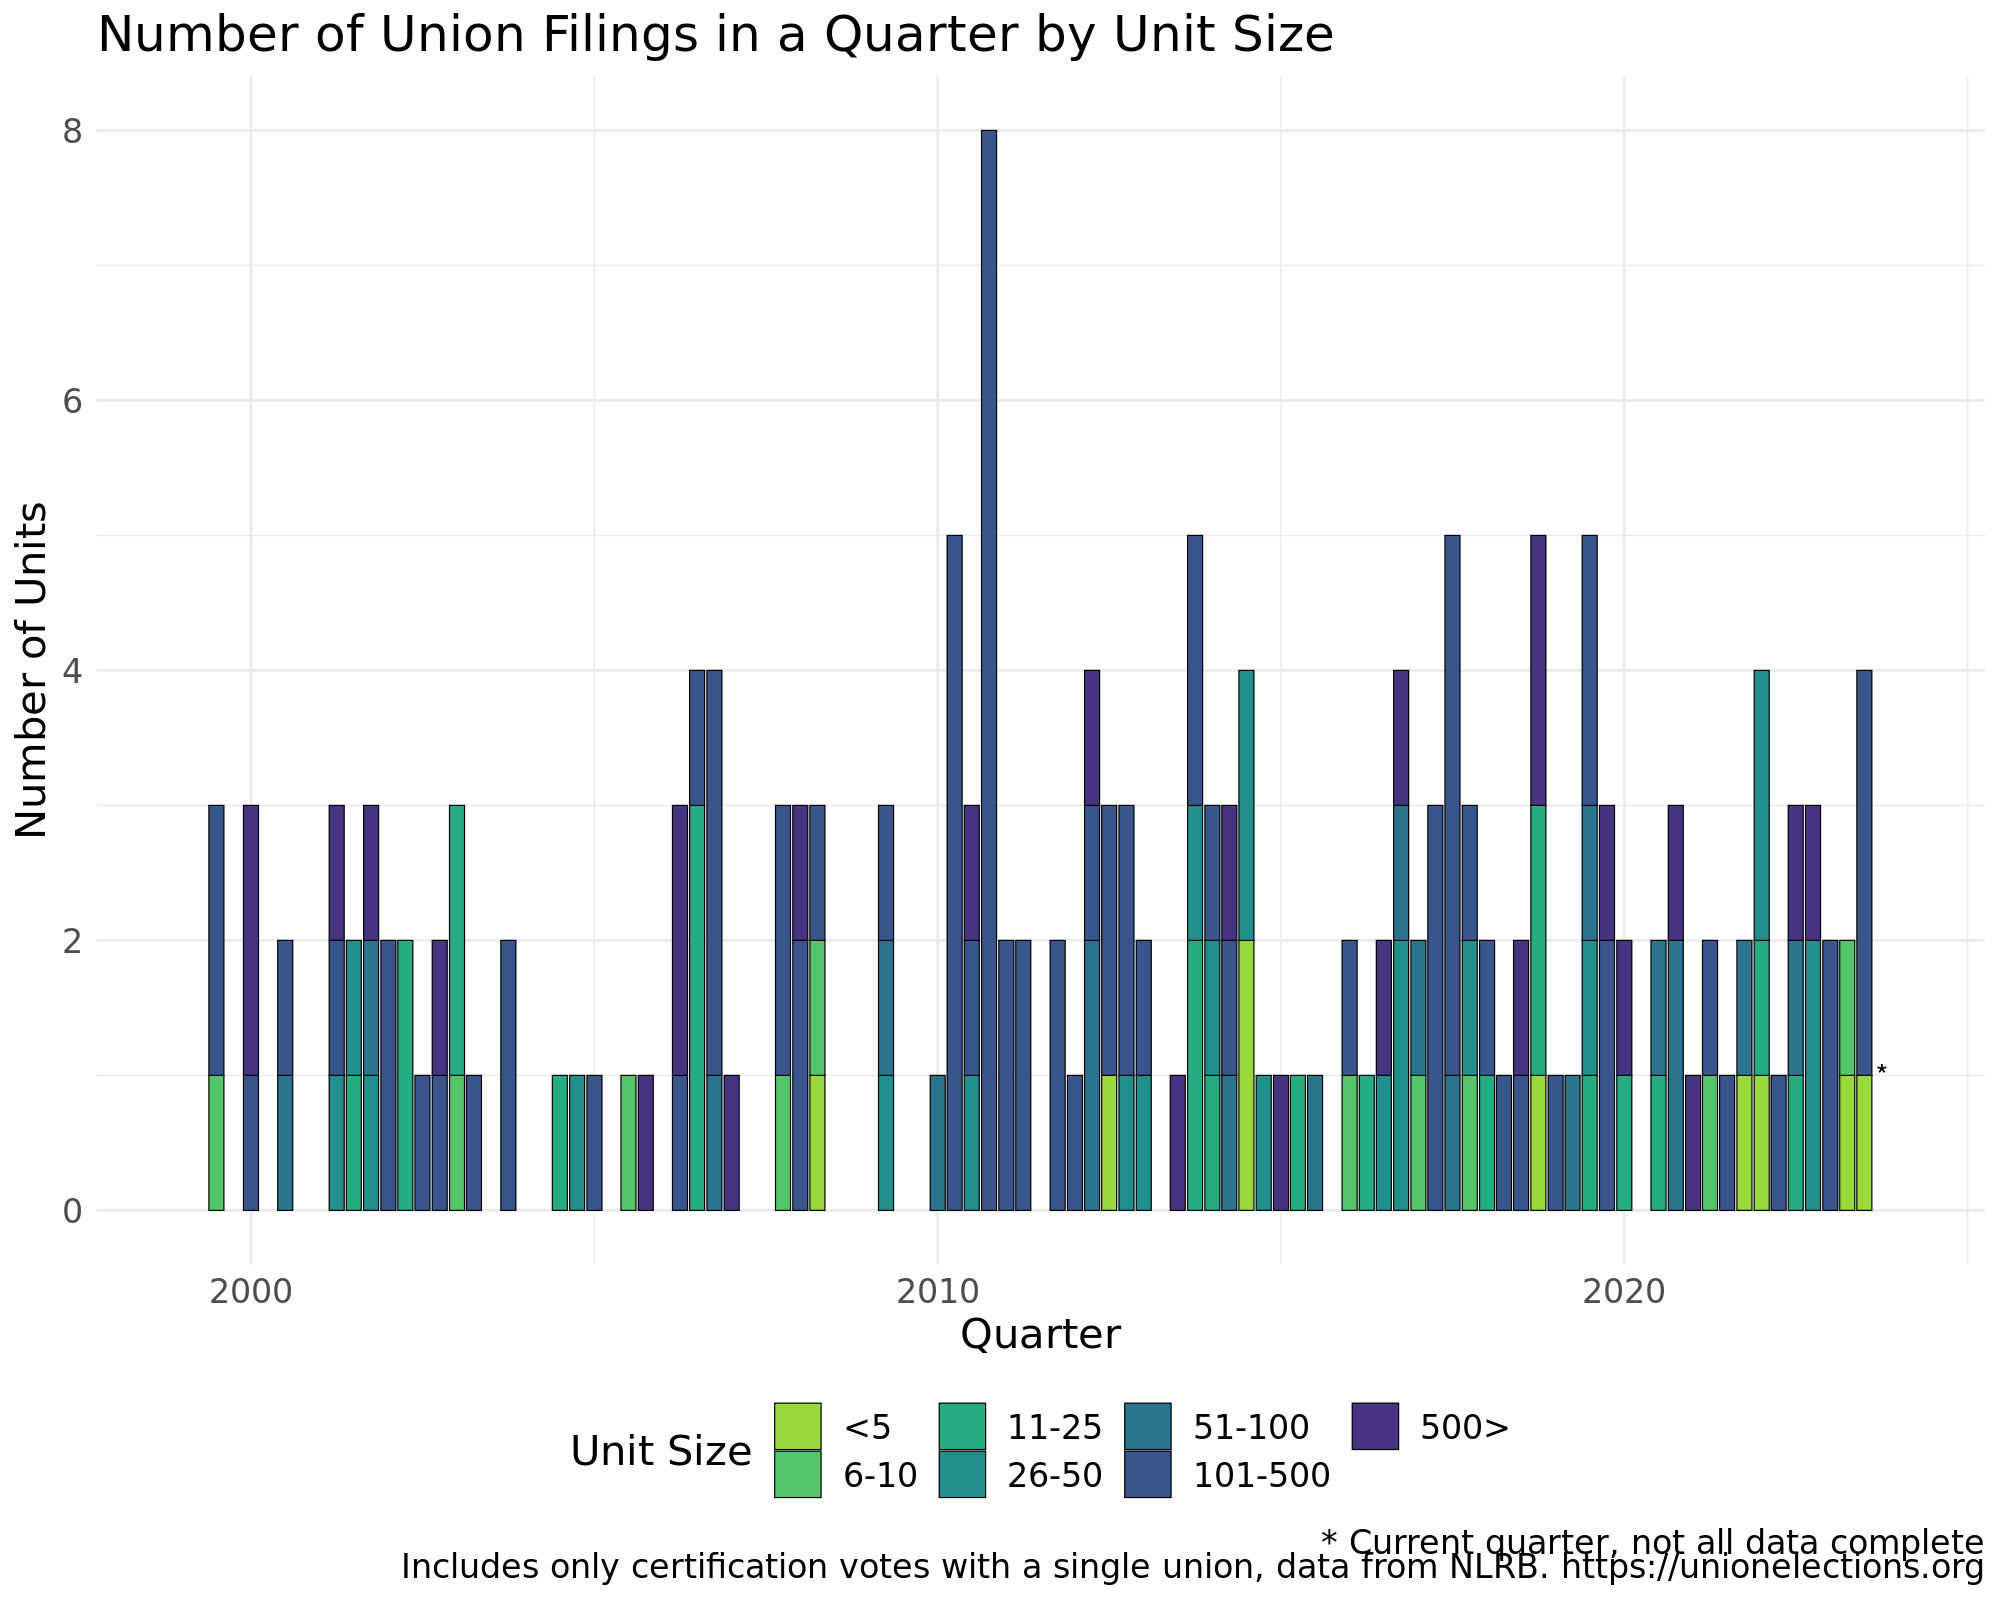 Number of Union Filings in a Quarter by Unit Size
Number of Units
8
6
4
2
0
*
2000
2010
2020
Quarter
Unit Size
<5
11-25
51-100
500>
6-10
26-50
101-500
* Current quarter, not all data complete
Includes only certification votes with a single union, data from NLRB. https://unionelections.org